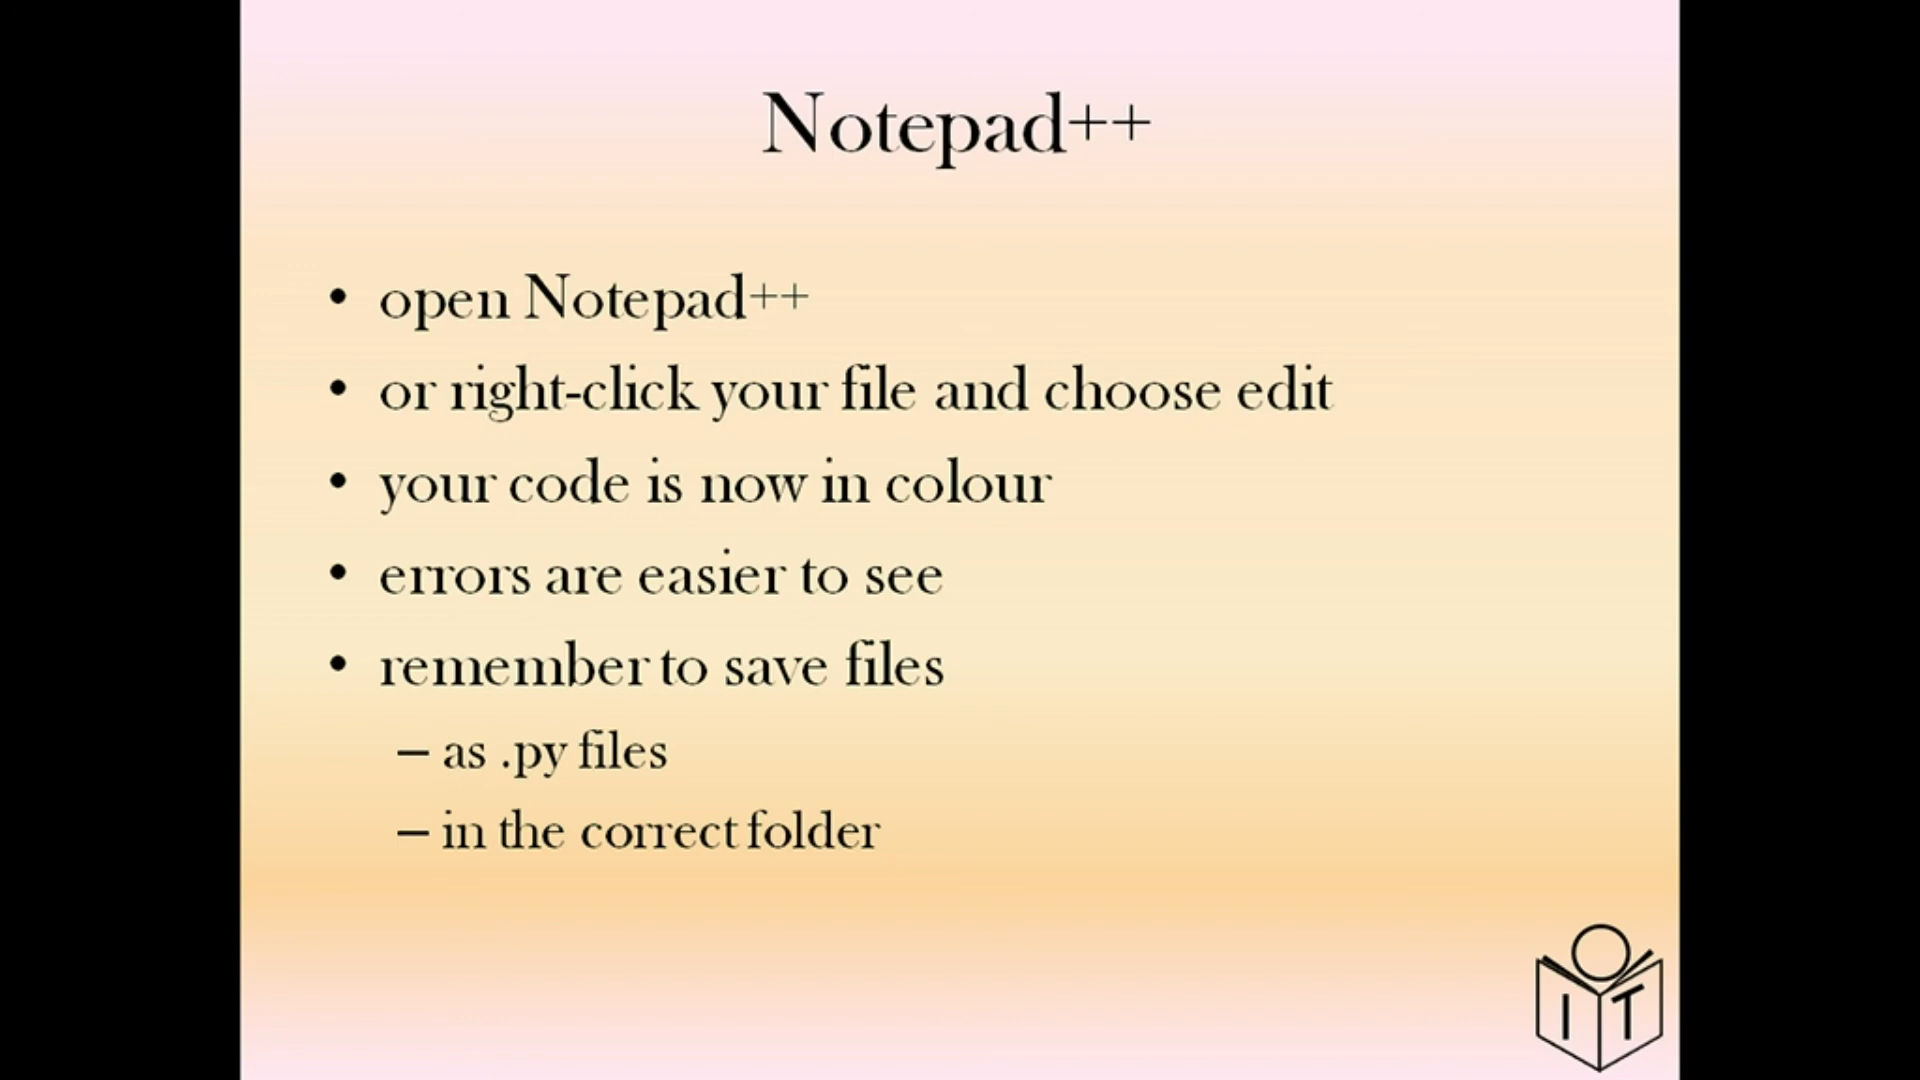 Notepad++
• open Notepad++
• or right-click your file and choose edit
• your code is now in colour
• errors are easier to see
• remember to save files
– as .py files
– in the correct folder
I T